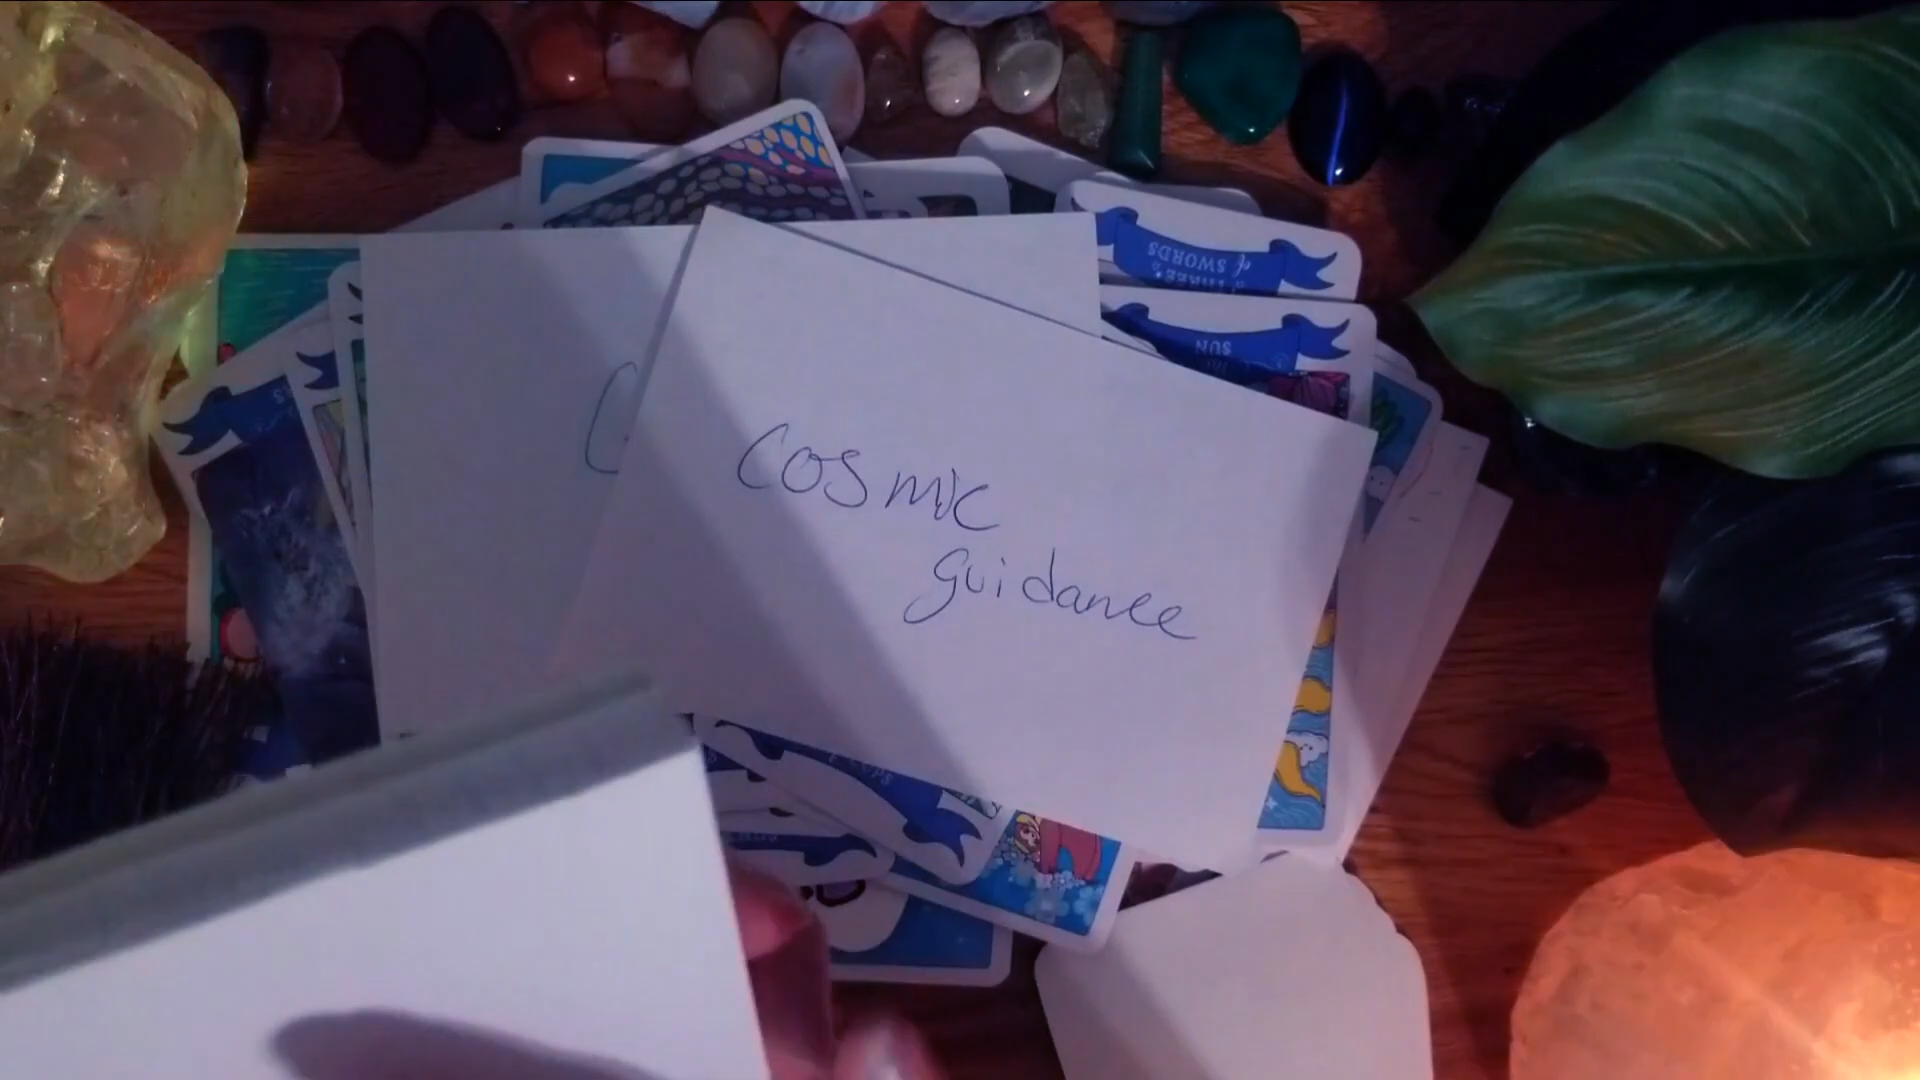 THREE
of SWORDS
SUN
C
cosmic
guidance